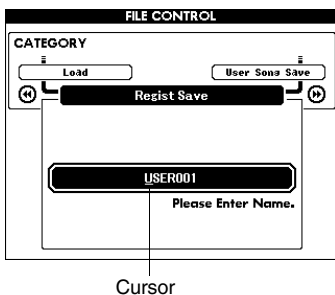 FILE CONTROL
CATEGORY
Load
User Song Save
Regist Save
USER001
Please Enter Name.
Cursor